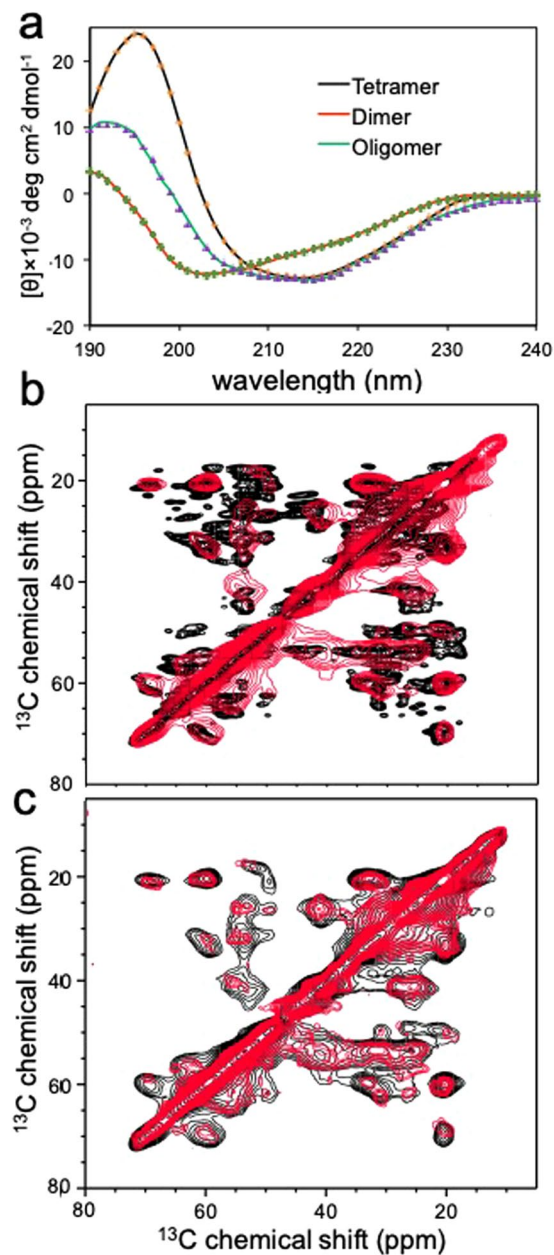 a
20
10
0
-10
-20
[θ]×10⁻³ deg cm² dmol⁻¹
Tetramer
Dimer
Oligomer
190 200 210 220 230 240
wavelength (nm)
b
20
40
60
80
¹³C chemical shift (ppm)
c
20
40
60
80
¹³C chemical shift (ppm)
80 60 40 20
¹³C chemical shift (ppm)